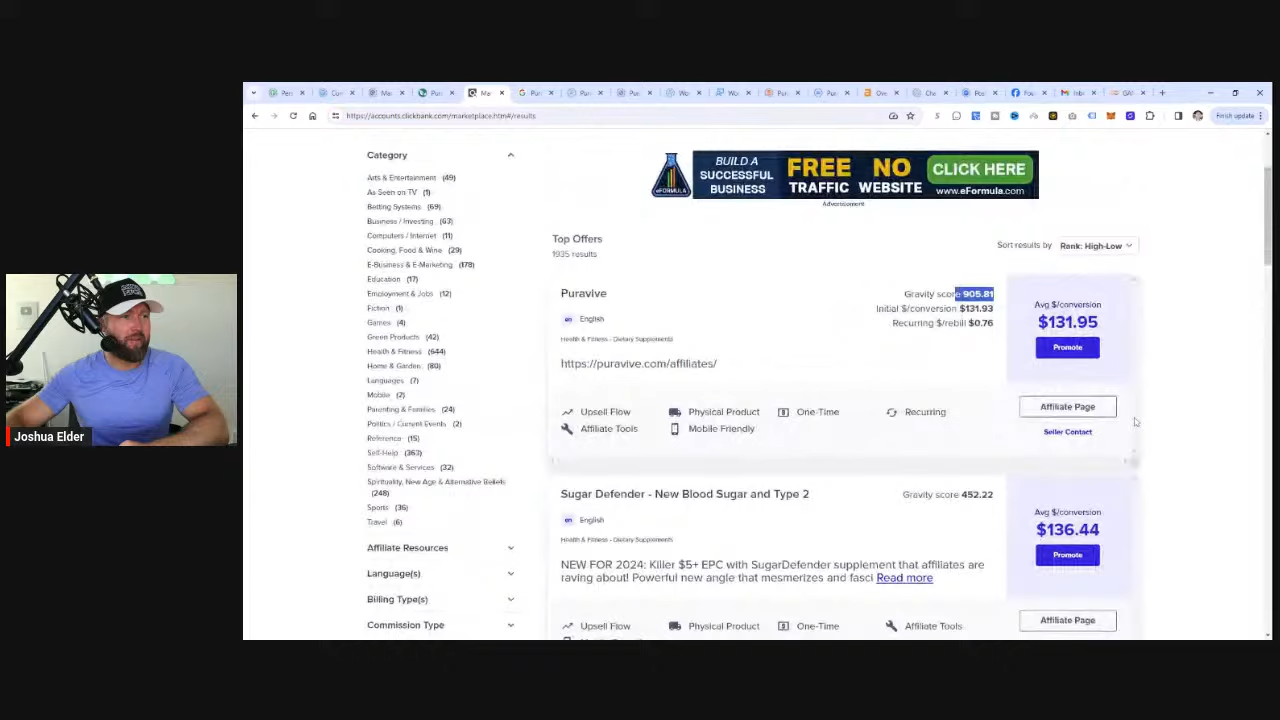 https://accounts.clickbank.com/marketplace.htm#/results
Finish update
Category
Arts & Entertainment (49)
As Seen on TV (1)
Betting Systems (69)
Business / Investing (63)
Computers / Internet (11)
Cooking, Food & Wine (29)
E-Business & E-Marketing (178)
Education (17)
Employment & Jobs (12)
Fiction (1)
Games (4)
Green Products (42)
Health & Fitness (644)
Home & Garden (80)
Languages (7)
Mobile (2)
Parenting & Families (24)
Politics / Current Events (2)
Reference (15)
Self-Help (363)
Software & Services (32)
Spirituality, New Age & Alternative Beliefs
(248)
Sports (36)
Travel (6)
Affiliate Resources
Language(s)
Billing Type(s)
Commission Type
eFORMULA
BUILD A
SUCCESSFUL
BUSINESS
FREE
TRAFFIC
NO
WEBSITE
CLICK HERE
www.eFormula.com
Advertisement
Top Offers
1935 results
Sort results by Rank: High-Low
Puravive
Gravity score 905.81
Initial $/conversion $131.93
Recurring $/rebill $0.76
en English
Health & Fitness - Dietary Supplements
https://puravive.com/affiliates/
Upsell Flow
Physical Product
One-Time
Recurring
Affiliate Tools
Mobile Friendly
Avg $/conversion
$131.95
Promote
Affiliate Page
Seller Contact
Sugar Defender - New Blood Sugar and Type 2
Gravity score 452.22
en English
Health & Fitness - Dietary Supplements
NEW FOR 2024: Killer $5+ EPC with SugarDefender supplement that affiliates are
raving about! Powerful new angle that mesmerizes and fasci Read more
Upsell Flow
Physical Product
One-Time
Affiliate Tools
Avg $/conversion
$136.44
Promote
Affiliate Page
Joshua Elder